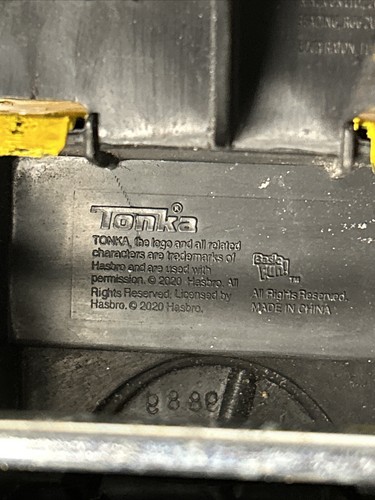 Tonka®
TONKA, the logo and all related
characters are trademarks of
Hasbro and are used with
permission. © 2020 Hasbro. All
Rights Reserved. Licensed by
Hasbro. © 2020 Hasbro.
Basic
Fun!™
All Rights Reserved.
MADE IN CHINA